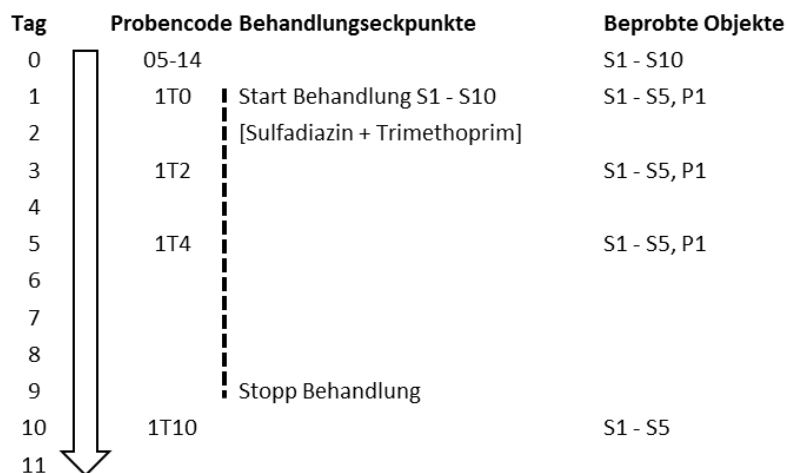 Tag Probencode Behandlungseckpunkte Beprobte Objekte
0 05-14 S1 - S10
1 1T0 Start Behandlung S1 - S10 S1 - S5, P1
2 [Sulfadiazin + Trimethoprim]
3 1T2 S1 - S5, P1
4
5 1T4 S1 - S5, P1
6
7
8
9 Stopp Behandlung
10 1T10 S1 - S5
11